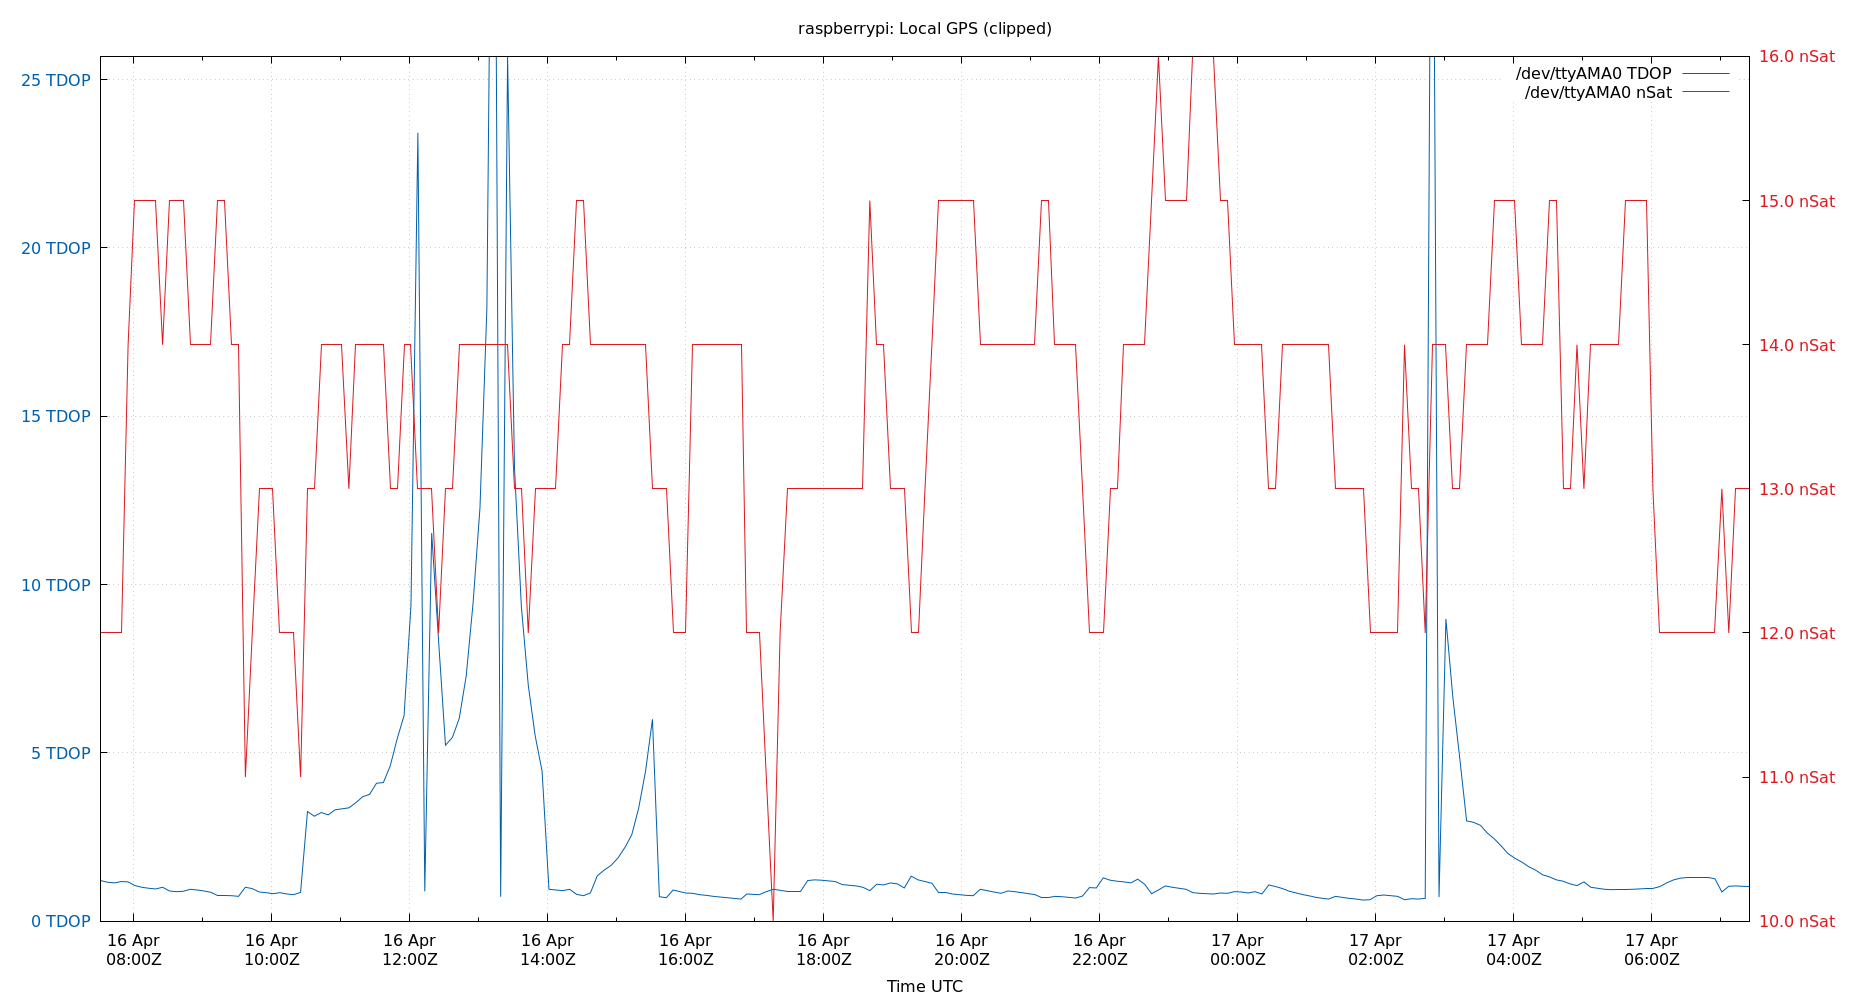 raspberrypi: Local GPS (clipped)
25 TDOP
20 TDOP
15 TDOP
10 TDOP
5 TDOP
0 TDOP
/dev/ttyAMA0 TDOP
/dev/ttyAMA0 nSat
16.0 nSat
15.0 nSat
14.0 nSat
13.0 nSat
12.0 nSat
11.0 nSat
10.0 nSat
16 Apr 16 Apr 16 Apr 16 Apr 16 Apr 16 Apr 16 Apr 16 Apr 17 Apr 17 Apr 17 Apr 17 Apr
08:00Z 10:00Z 12:00Z 14:00Z 16:00Z 18:00Z 20:00Z 22:00Z 00:00Z 02:00Z 04:00Z 06:00Z
Time UTC